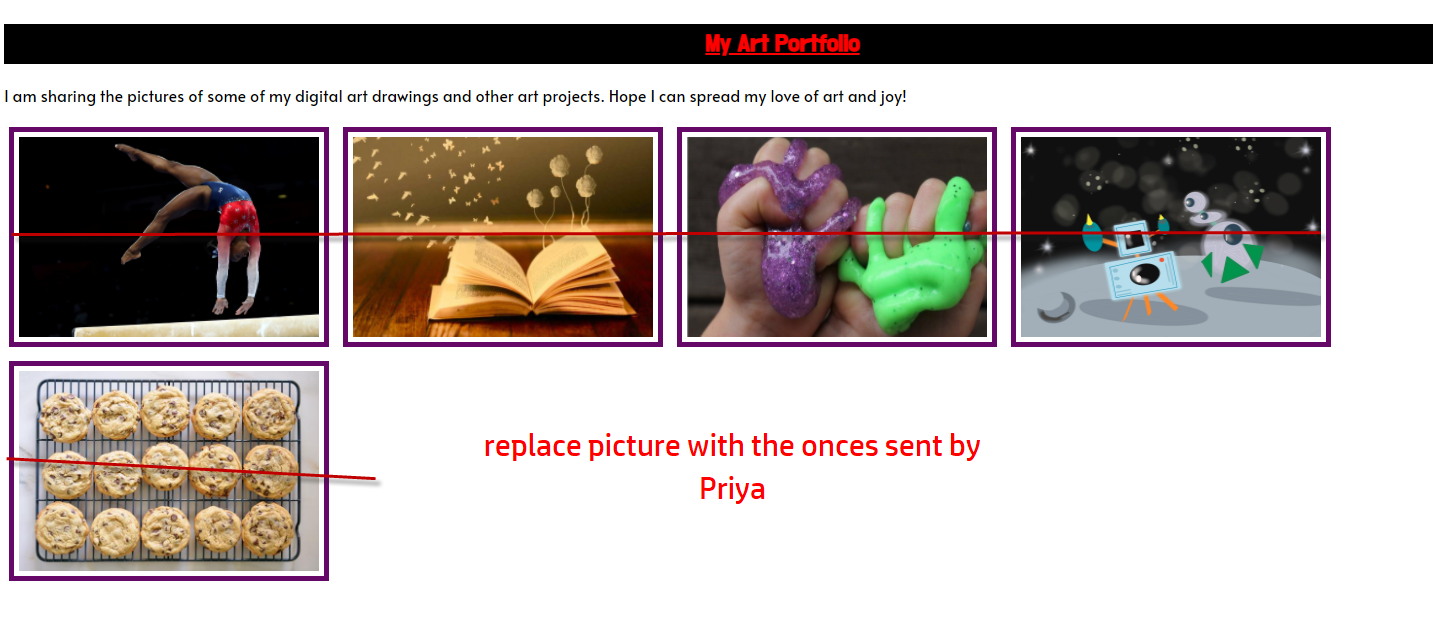 My Art Portfolio
I am sharing the pictures of some of my digital art drawings and other art projects. Hope I can spread my love of art and joy!
replace picture with the onces sent by
Priya